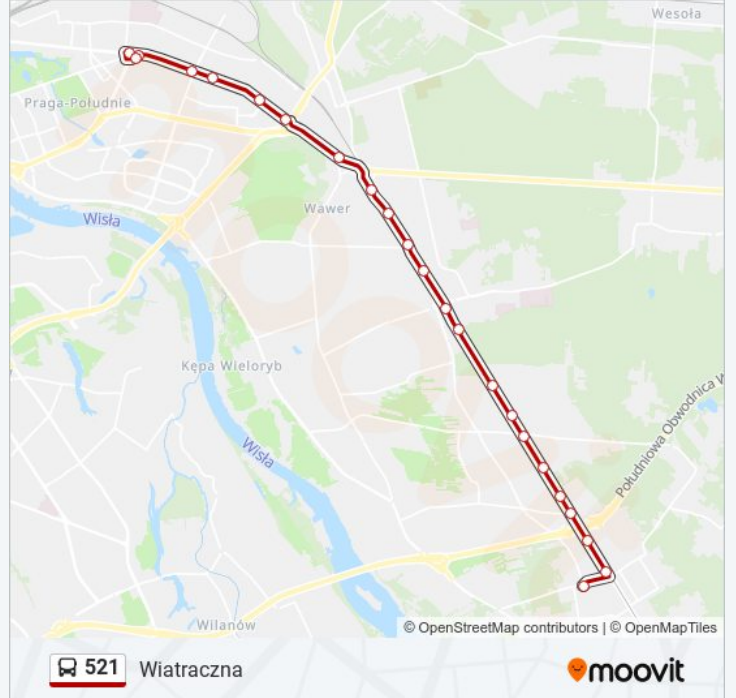 Wesoła
Praga-Południe
Wisła
Wawer
Kępa Wieloryb
Wisła
Południowa Obwodnica W
Wilanów
© OpenStreetMap contributors | © OpenMapTiles
521 Wiatraczna
moovit